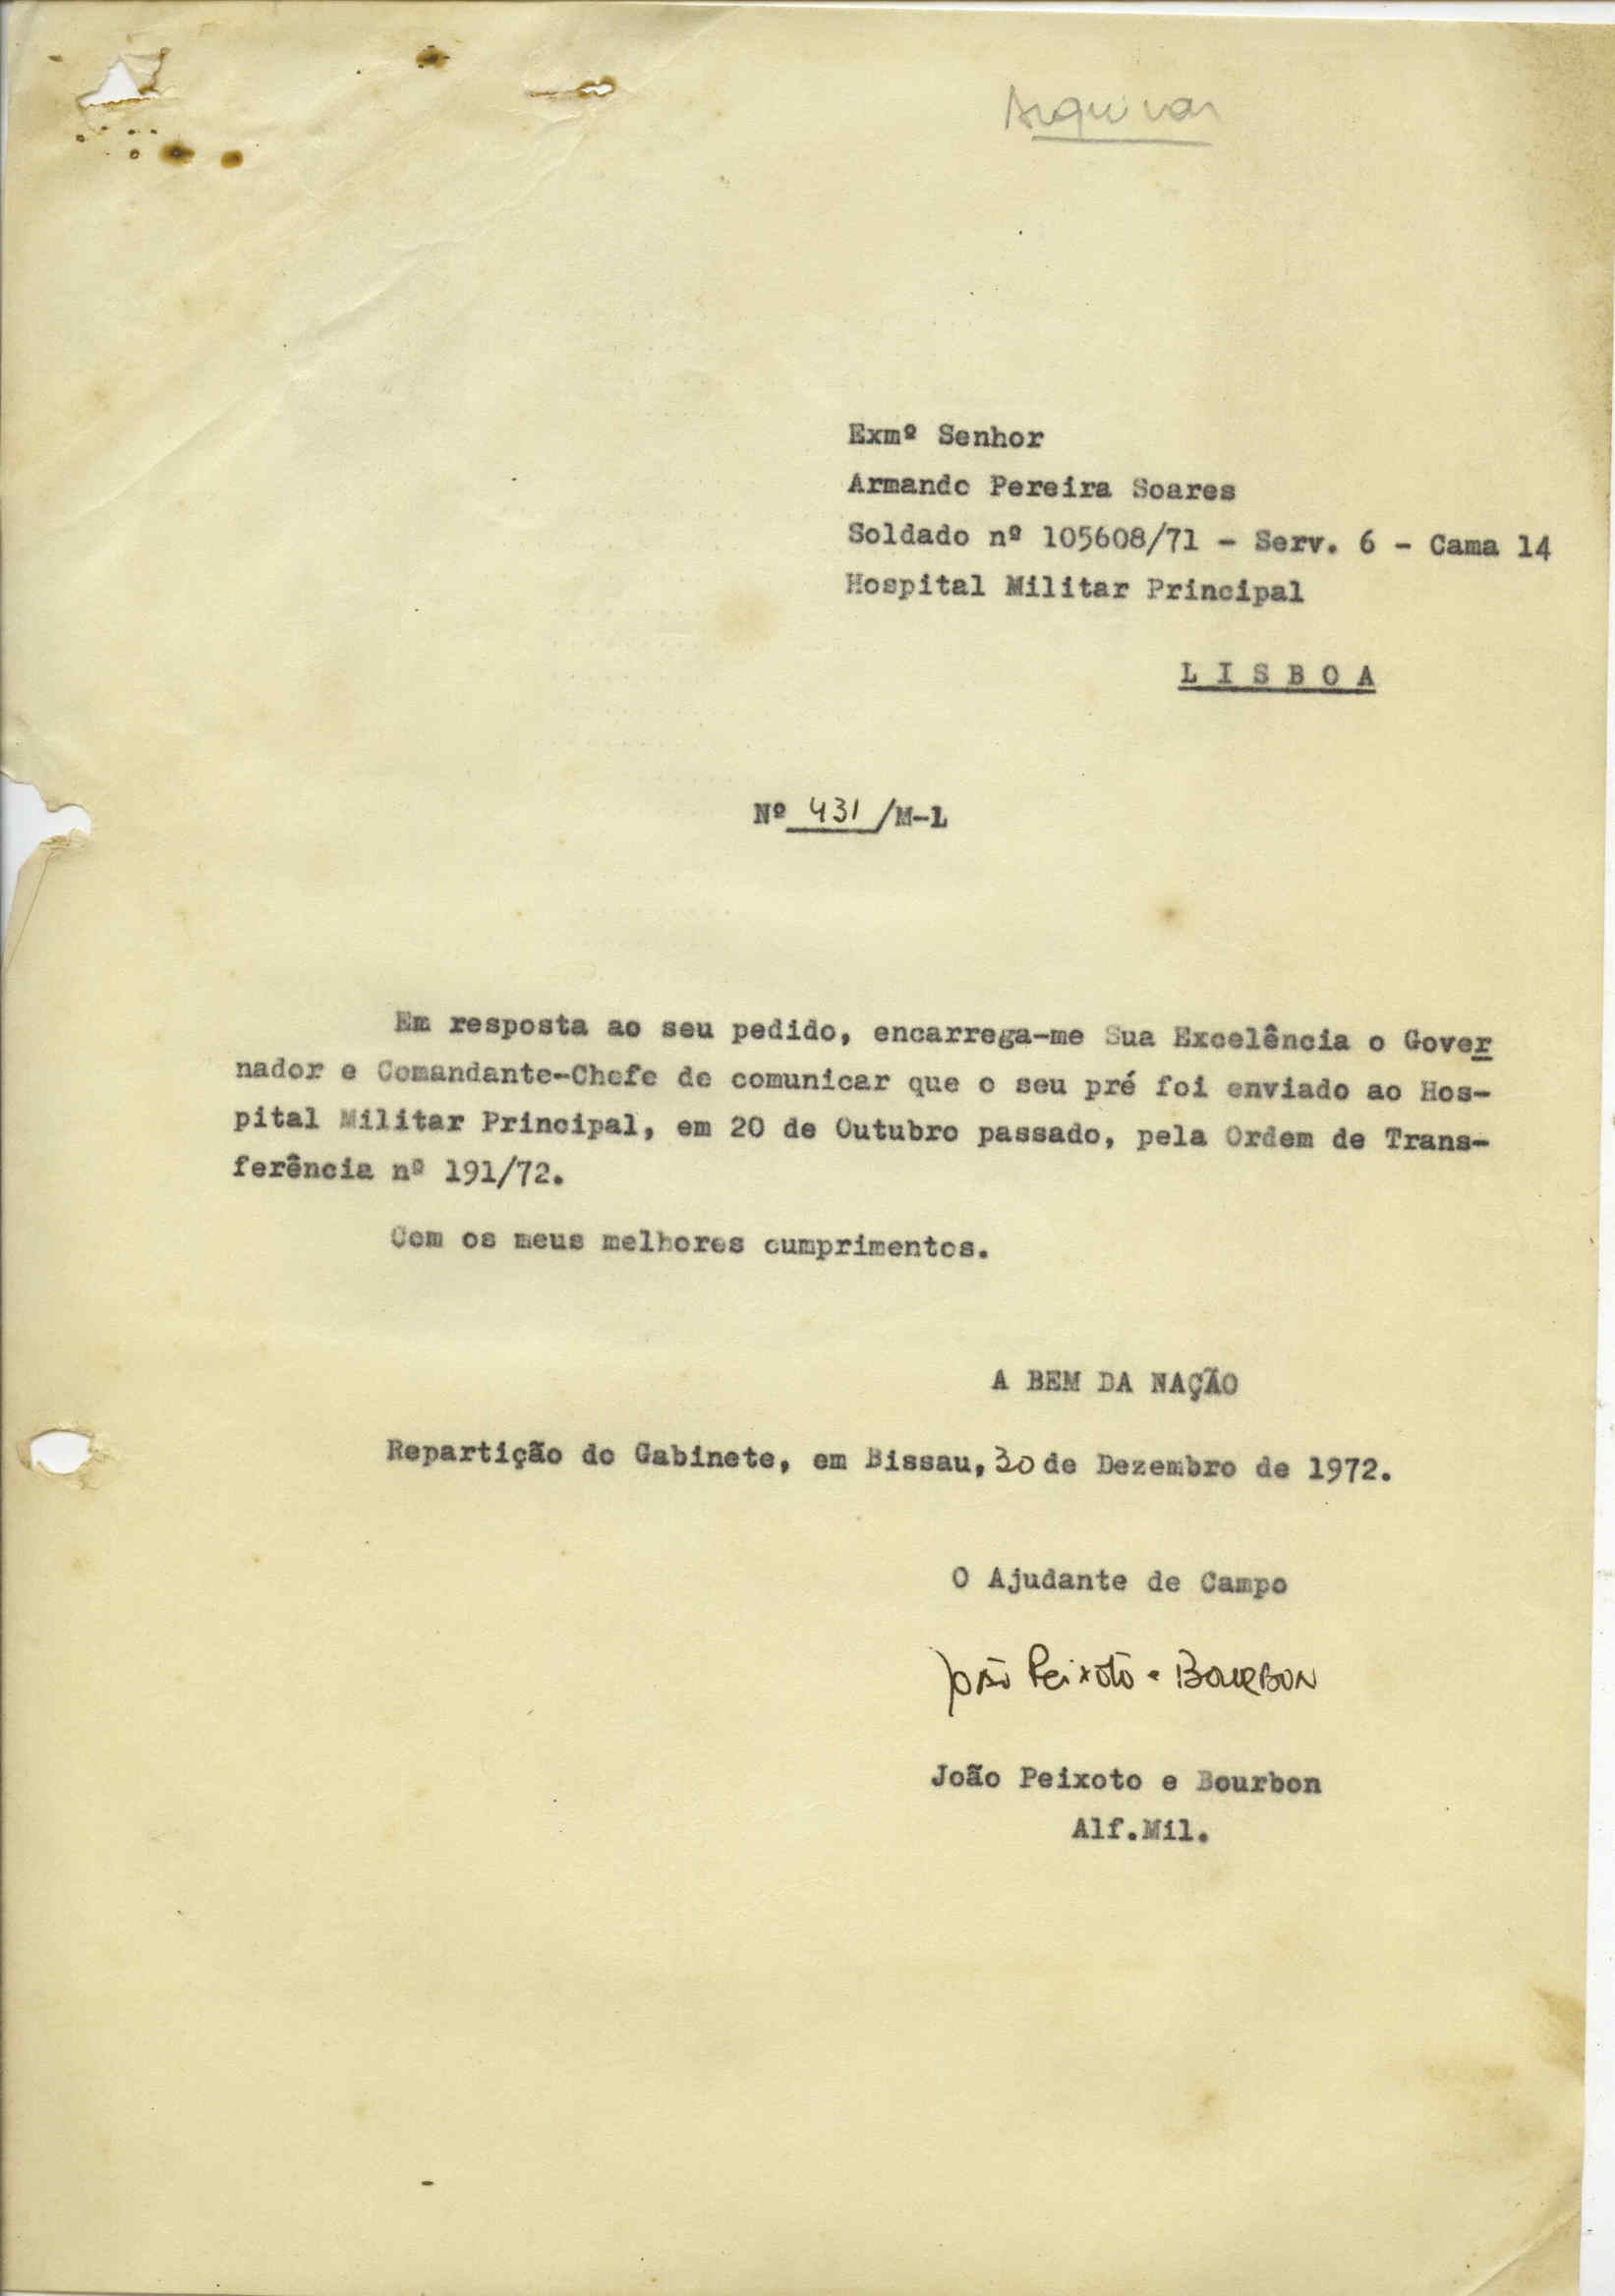 Arquivar
Exmº Senhor
Armando Pereira Soares
Soldado nº 105608/71 - Serv. 6 - Cama 14
Hospital Militar Principal
L I S B O A
Nº 431/M-L
Em resposta ao seu pedido, encarrega-me Sua Excelência o Gover
nador e Comandante-Chefe de comunicar que o seu pré foi enviado ao Hos-
pital Militar Principal, em 20 de Outubro passado, pela Ordem de Trans-
ferência nº 191/72.
Com os meus melhores cumprimentos.
A BEM DA NAÇÃO
Repartição do Gabinete, em Bissau, 30 de Dezembro de 1972.
O Ajudante de Campo
João Peixoto e BOURBON
João Peixoto e Bourbon
Alf.Mil.